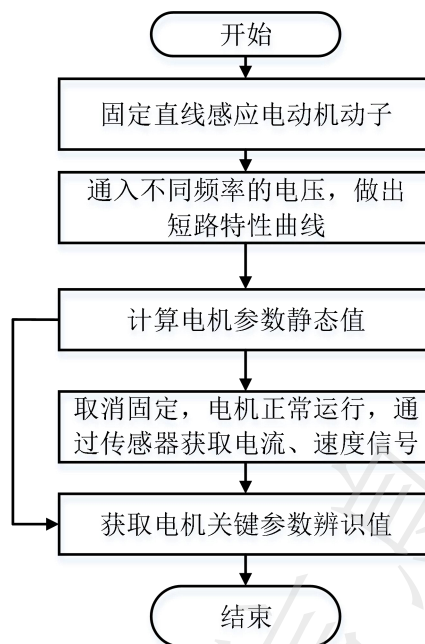 开始
固定直线感应电动机动子
通入不同频率的电压，做出
短路特性曲线
计算电机参数静态值
取消固定，电机正常运行，通
过传感器获取电流、速度信号
获取电机关键参数辨识值
结束